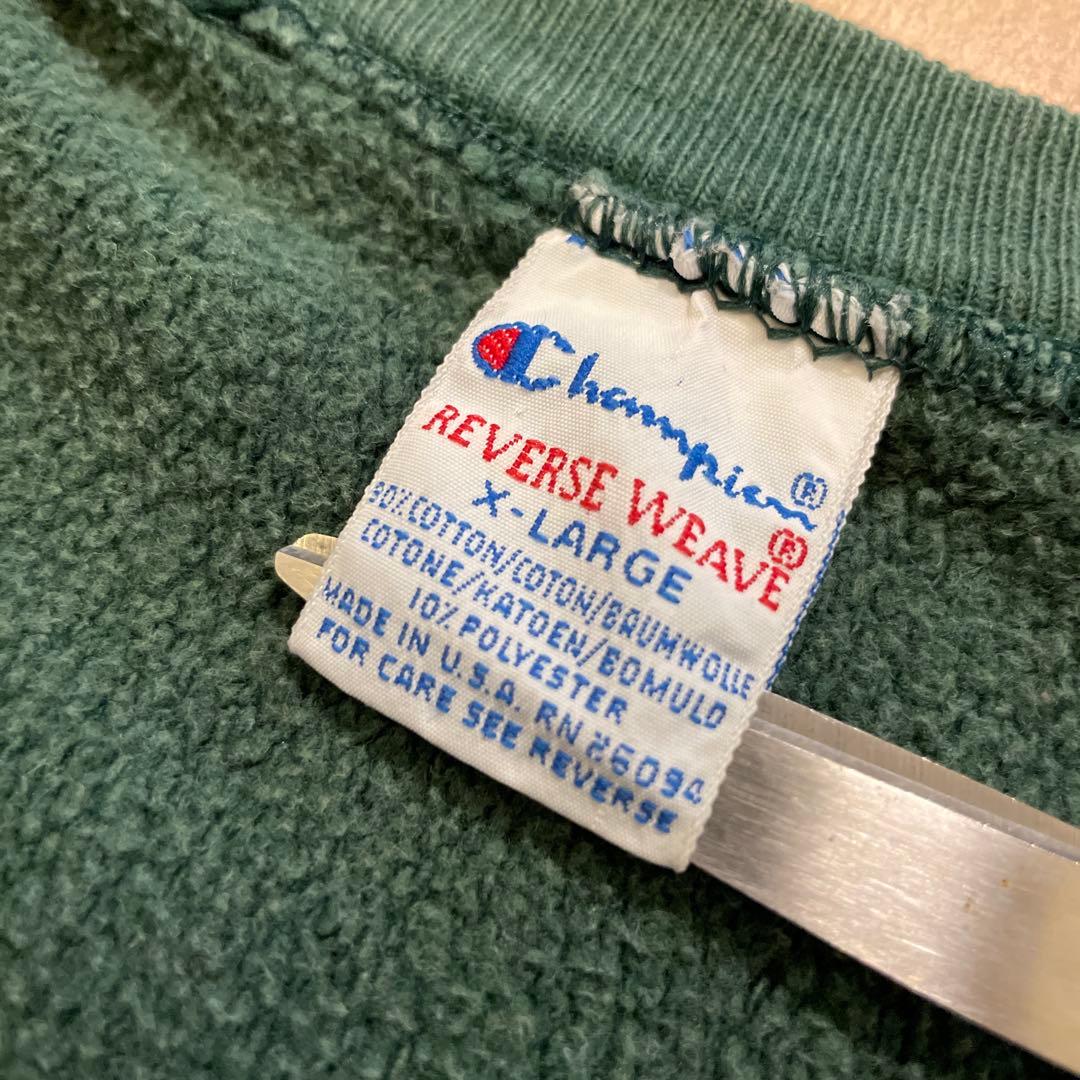 Champion®
REVERSE WEAVE®
X-LARGE
90% COTTON/COTON/BAUMWOLLE
COTONE/KATOEN/BOMULD
10% POLYESTER
MADE IN U.S.A. RN 26094
FOR CARE SEE REVERSE